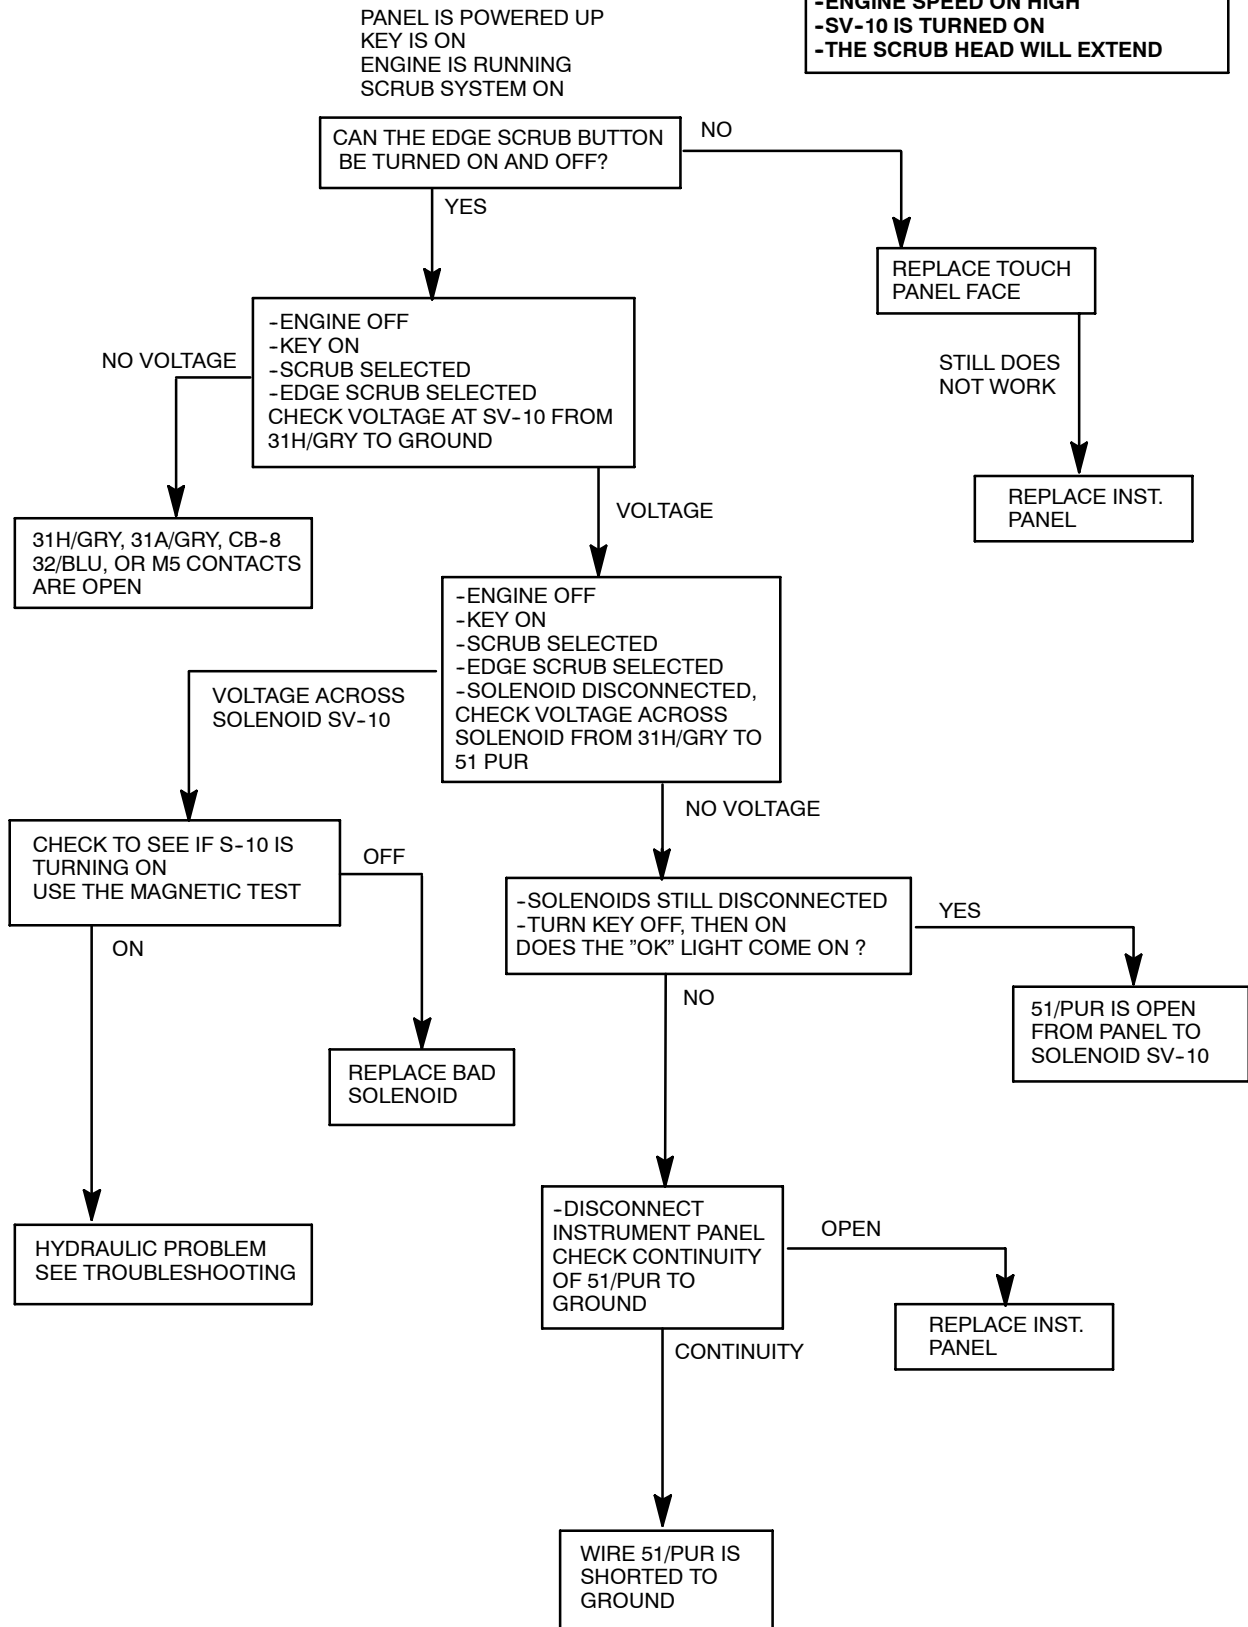 -ENGINE SPEED ON HIGH
-SV-10 IS TURNED ON
-THE SCRUB HEAD WILL EXTEND
PANEL IS POWERED UP
KEY IS ON
ENGINE IS RUNNING
SCRUB SYSTEM ON
CAN THE EDGE SCRUB BUTTON
BE TURNED ON AND OFF?
NO
YES
REPLACE TOUCH
PANEL FACE
STILL DOES
NOT WORK
REPLACE INST.
PANEL
-ENGINE OFF
-KEY ON
-SCRUB SELECTED
-EDGE SCRUB SELECTED
CHECK VOLTAGE AT SV-10 FROM
31H/GRY TO GROUND
NO VOLTAGE
31H/GRY, 31A/GRY, CB-8
32/BLU, OR M5 CONTACTS
ARE OPEN
VOLTAGE
-ENGINE OFF
-KEY ON
-SCRUB SELECTED
-EDGE SCRUB SELECTED
-SOLENOID DISCONNECTED,
CHECK VOLTAGE ACROSS
SOLENOID FROM 31H/GRY TO
51 PUR
VOLTAGE ACROSS
SOLENOID SV-10
NO VOLTAGE
CHECK TO SEE IF S-10 IS
TURNING ON
USE THE MAGNETIC TEST
OFF
ON
REPLACE BAD
SOLENOID
HYDRAULIC PROBLEM
SEE TROUBLESHOOTING
-SOLENOIDS STILL DISCONNECTED
-TURN KEY OFF, THEN ON
DOES THE ”OK” LIGHT COME ON ?
YES
NO
51/PUR IS OPEN
FROM PANEL TO
SOLENOID SV-10
-DISCONNECT
INSTRUMENT PANEL
CHECK CONTINUITY
OF 51/PUR TO
GROUND
OPEN
REPLACE INST.
PANEL
CONTINUITY
WIRE 51/PUR IS
SHORTED TO
GROUND